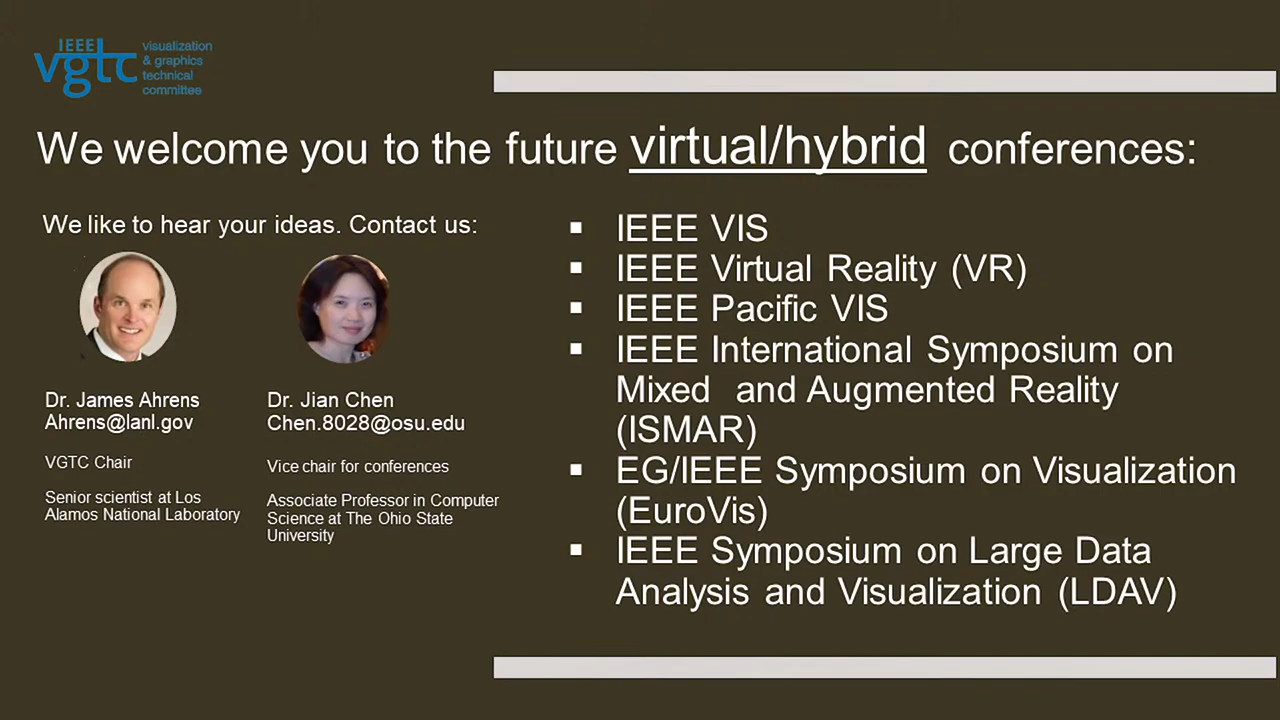 IEEE
vgtc
visualization
& graphics
technical
committee
We welcome you to the future virtual/hybrid conferences:
We like to hear your ideas. Contact us:
Dr. James Ahrens
Ahrens@lanl.gov
VGTC Chair
Senior scientist at Los
Alamos National Laboratory
Dr. Jian Chen
Chen.8028@osu.edu
Vice chair for conferences
Associate Professor in Computer
Science at The Ohio State
University
▪ IEEE VIS
▪ IEEE Virtual Reality (VR)
▪ IEEE Pacific VIS
▪ IEEE International Symposium on
Mixed and Augmented Reality
(ISMAR)
▪ EG/IEEE Symposium on Visualization
(EuroVis)
▪ IEEE Symposium on Large Data
Analysis and Visualization (LDAV)